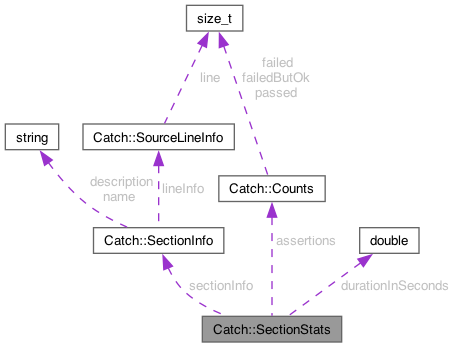 size_t
line
failed
failedButOk
passed
string
Catch::SourceLineInfo
description
name
lineInfo
Catch::Counts
Catch::SectionInfo
assertions
double
sectionInfo
durationInSeconds
Catch::SectionStats